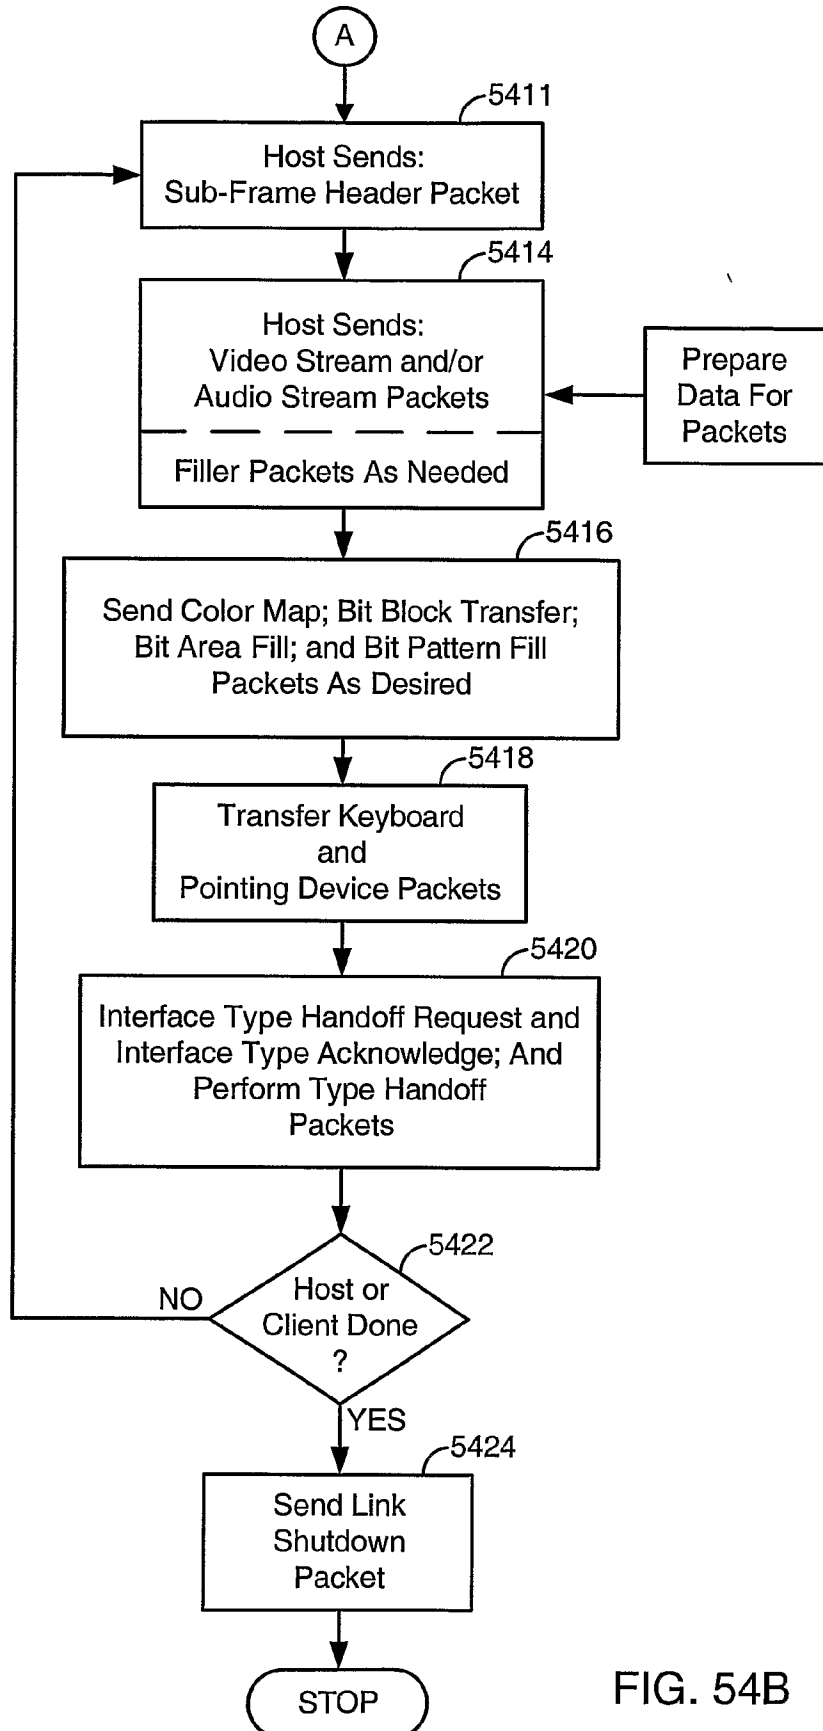 A
5411
Host Sends:
Sub-Frame Header Packet
5414
Host Sends:
Video Stream and/or
Audio Stream Packets
Filler Packets As Needed
Prepare
Data For
Packets
5416
Send Color Map; Bit Block Transfer;
Bit Area Fill; and Bit Pattern Fill
Packets As Desired
5418
Transfer Keyboard
and
Pointing Device Packets
5420
Interface Type Handoff Request and
Interface Type Acknowledge; And
Perform Type Handoff
Packets
5422
Host or
Client Done
?
NO
YES
5424
Send Link
Shutdown
Packet
STOP
FIG. 54B